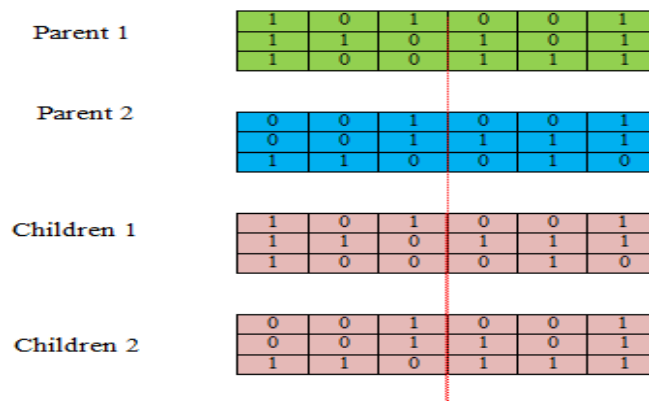 Parent 1
1 0 1 0 0 1
1 1 0 1 0 1
1 0 0 1 1 1
Parent 2
0 0 1 0 0 1
0 0 1 1 1 1
1 1 0 0 1 0
Children 1
1 0 1 0 0 1
1 1 0 1 1 1
1 0 0 0 1 0
Children 2
0 0 1 0 0 1
0 0 1 1 0 1
1 1 0 1 1 1